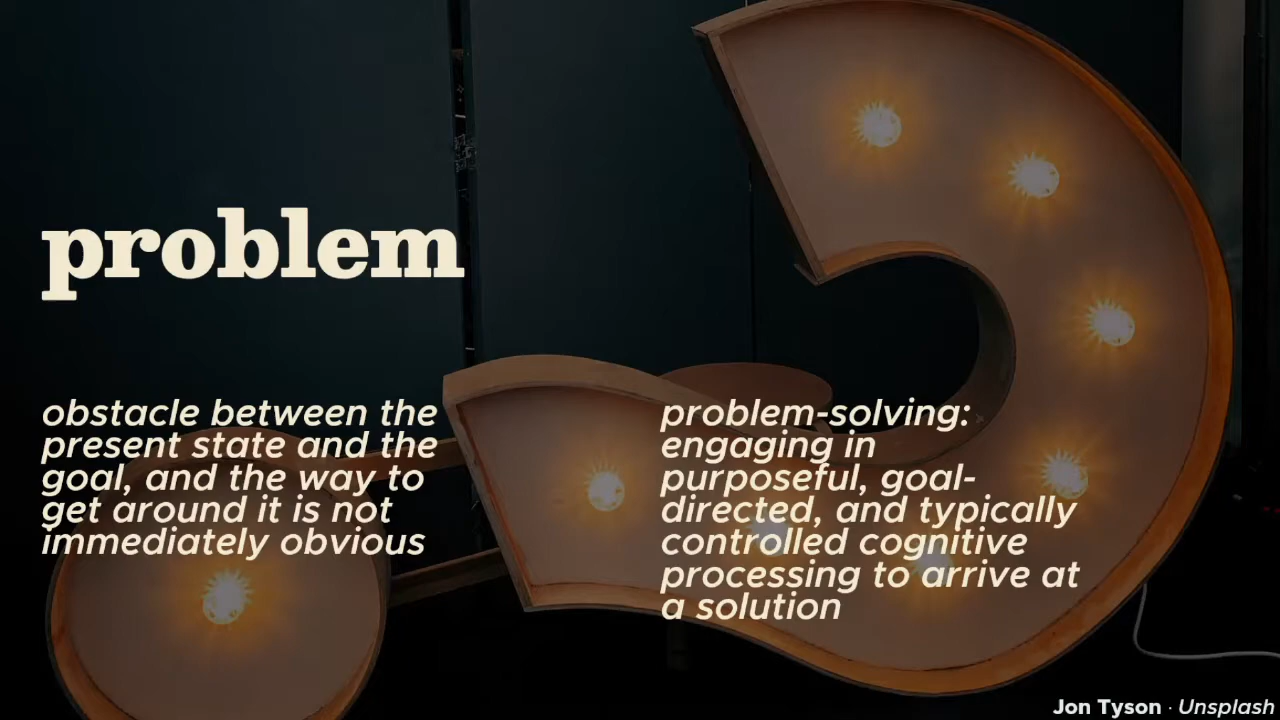 problem
obstacle between the
present state and the
goal, and the way to
get around it is not
immediately obvious
problem-solving:
engaging in
purposeful, goal-
directed, and typically
controlled cognitive
processing to arrive at
a solution
Jon Tyson · Unsplash